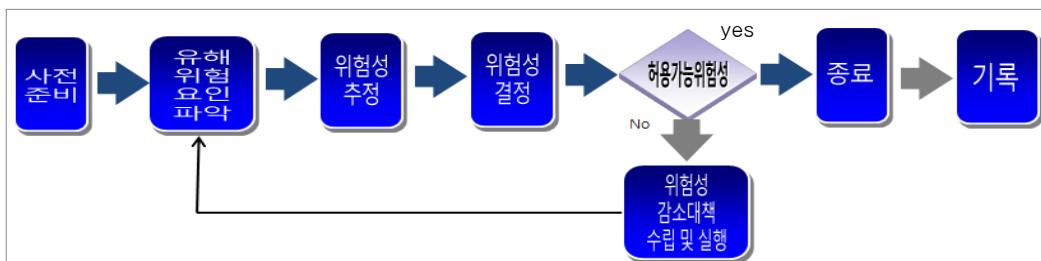 사전
준비
유해
위험
요인
파악
위험성
추정
위험성
결정
허용가능위험성
yes
No
종료
기록
위험성
감소대책
수립 및 실행